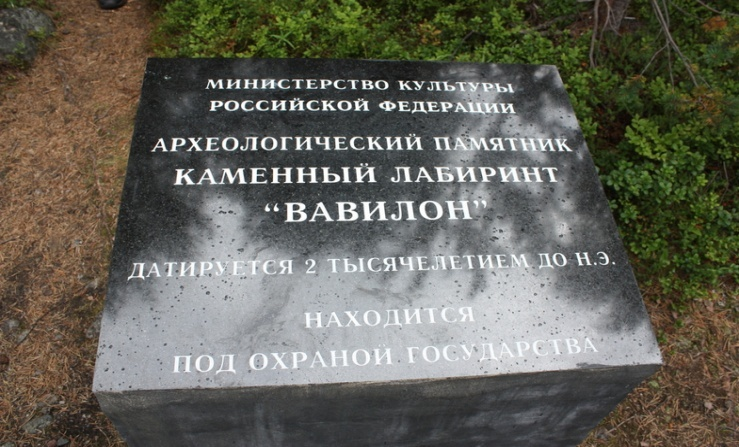 МИНИСТЕРСТВО КУЛЬТУРЫ
РОССИЙСКОЙ ФЕДЕРАЦИИ
АРХЕОЛОГИЧЕСКИЙ ПАМЯТНИК
КАМЕННЫЙ ЛАБИРИНТ
“ВАВИЛОН”
ДАТИРУЕТСЯ 2 ТЫСЯЧЕЛЕТИЕМ ДО Н.Э.
НАХОДИТСЯ
ПОД ОХРАНОЙ ГОСУДАРСТВА